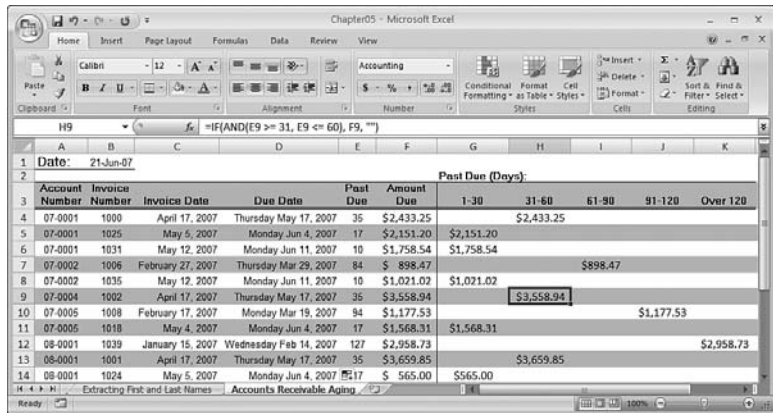 Chapter05 - Microsoft Excel
Home Insert Page Layout Formulas Data Review View
Paste
Calibri 12 A A
B I U A
Accounting
$ % ,
Conditional Formatting
Format as Table
Cell Styles
Insert
Delete
Format
Σ
Sort & Filter
Find & Select
Clipboard Font Alignment Number Styles Cells Editing
H9 fx =IF(AND(E9 >= 31, E9 <= 60), F9, "")
A B C D E F G H I J K
1 Date: 21-Jun-07
2 Past Due (Days):
3 Account Number Invoice Number Invoice Date Due Date Past Due Amount Due 1-30 31-60 61-90 91-120 Over 120
4 07-0001 1000 April 17, 2007 Thursday May 17, 2007 35 $2,433.25 $2,433.25
5 07-0001 1025 May 5, 2007 Monday Jun 4, 2007 17 $2,151.20 $2,151.20
6 07-0001 1031 May 12, 2007 Monday Jun 11, 2007 10 $1,758.54 $1,758.54
7 07-0002 1006 February 27, 2007 Thursday Mar 29, 2007 84 $ 898.47 $898.47
8 07-0002 1035 May 12, 2007 Monday Jun 11, 2007 10 $1,021.02 $1,021.02
9 07-0004 1002 April 17, 2007 Thursday May 17, 2007 35 $3,558.94 $3,558.94
10 07-0005 1008 February 17, 2007 Monday Mar 19, 2007 94 $1,177.53 $1,177.53
11 07-0005 1018 May 4, 2007 Monday Jun 4, 2007 17 $1,568.31 $1,568.31
12 08-0001 1039 January 15, 2007 Wednesday Feb 14, 2007 127 $2,958.73 $2,958.73
13 08-0001 1001 April 17, 2007 Thursday May 17, 2007 35 $3,659.85 $3,659.85
14 08-0001 1024 May 5, 2007 Monday Jun 4, 2007 17 $ 565.00 $565.00
Extracting First and Last Names Accounts Receivable Aging
Ready 100%